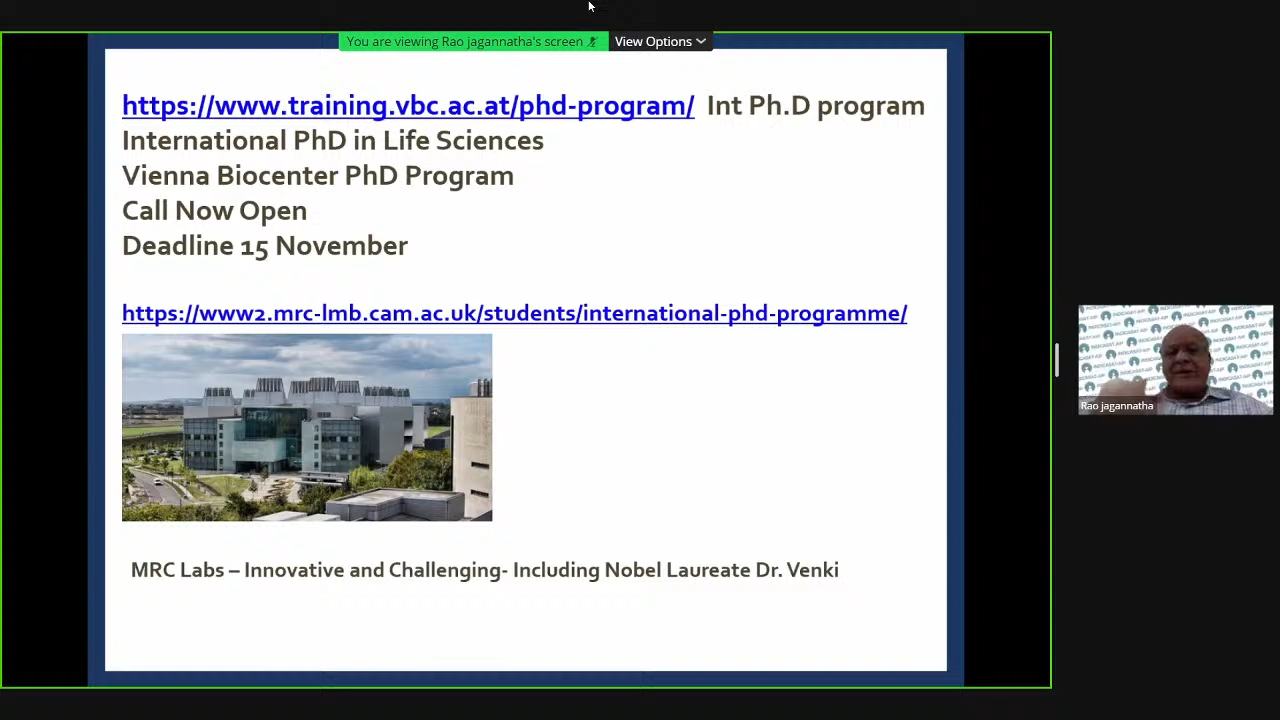 You are viewing Rao jagannatha's screen
View Options
https://www.training.vbc.ac.at/phd-program/ Int Ph.D program
International PhD in Life Sciences
Vienna Biocenter PhD Program
Call Now Open
Deadline 15 November
https://www2.mrc-lmb.cam.ac.uk/students/international-phd-programme/
MRC Labs – Innovative and Challenging- Including Nobel Laureate Dr. Venki
Rao jagannatha